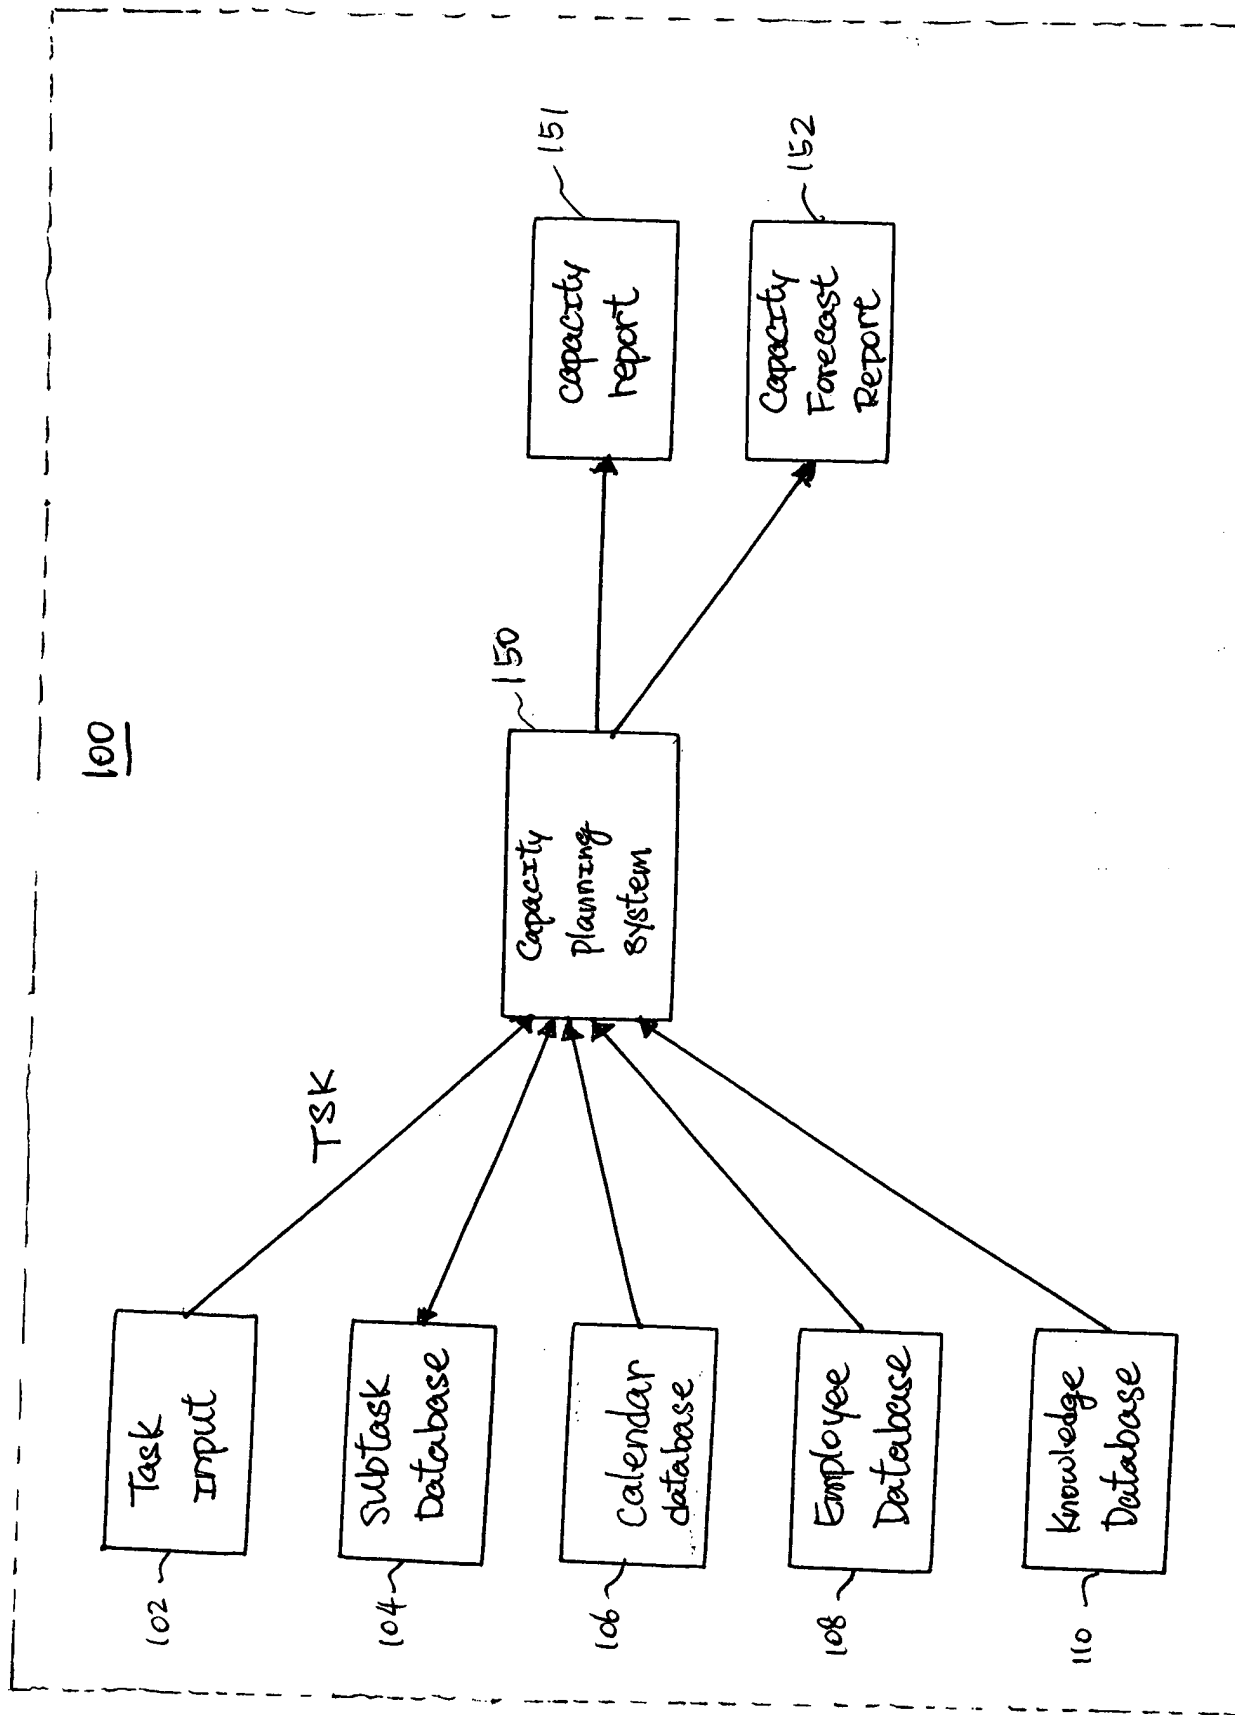 100
102
Task
Input
TSK
104
Subtask
Database
106
Calendar
database
108
Employee
Database
110
Knowledge
Database
150
Capacity
planning
system
151
capacity
report
152
Capacity
Forecast
Report